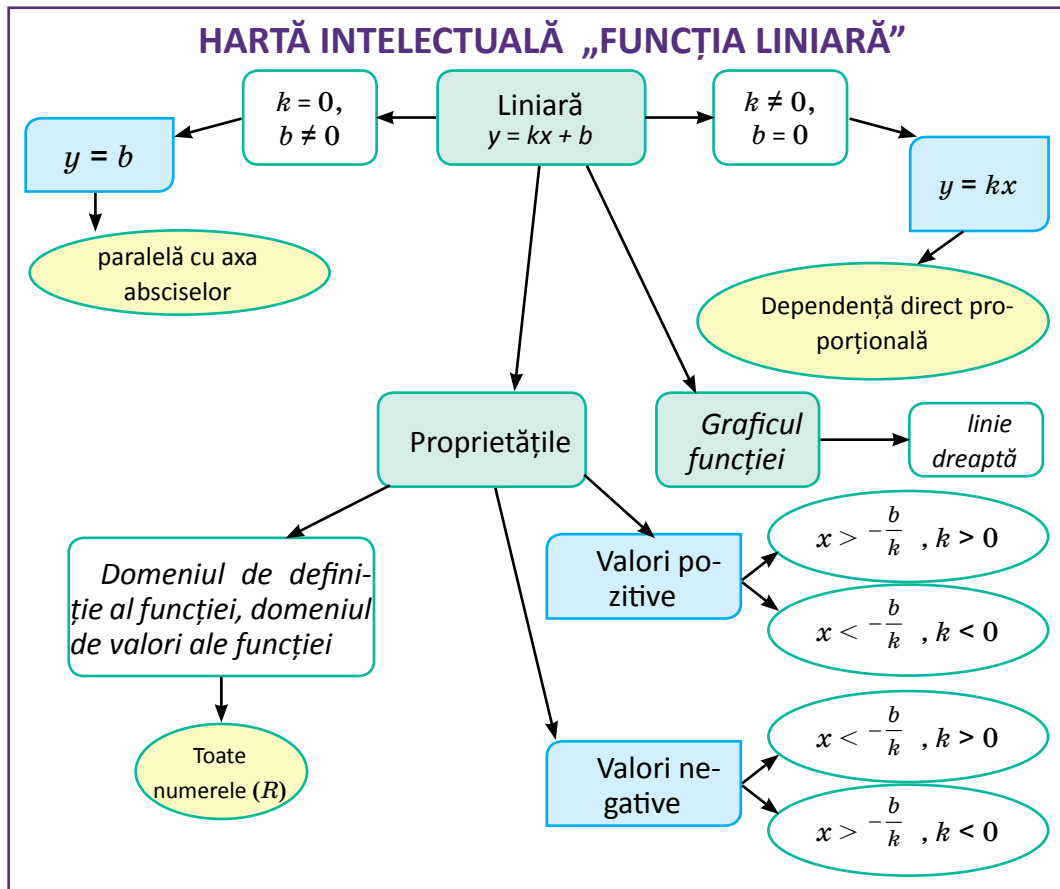 HARTĂ INTELECTUALĂ „FUNCȚIA LINIARĂ”
k = 0,
b ≠ 0
Liniară
y = kx + b
k ≠ 0,
b = 0
y = b
y = kx
paralelă cu axa
absciselor
Dependență direct pro-
porțională
Proprietățile
Graficul
funcției
linie
dreaptă
Domeniul de defini-
ție al funcției, domeniul
de valori ale funcției
Valori po-
zitive
x > −b/k , k > 0
x < −b/k , k < 0
Toate
numerele (R)
Valori ne-
gative
x < −b/k , k > 0
x > −b/k , k < 0